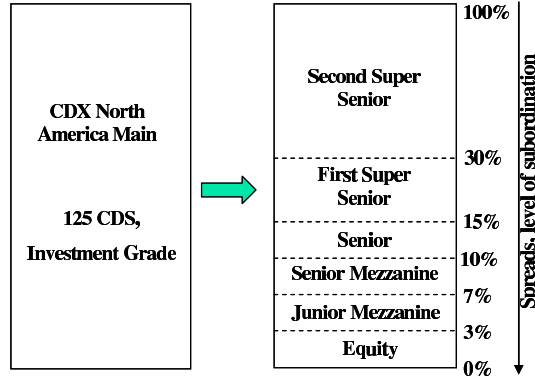 CDX North
America Main
125 CDS,
Investment Grade
Second Super
Senior
First Super
Senior
Senior
Senior Mezzanine
Junior Mezzanine
Equity
100%
30%
15%
10%
7%
3%
0%
Spreads, level of subordination